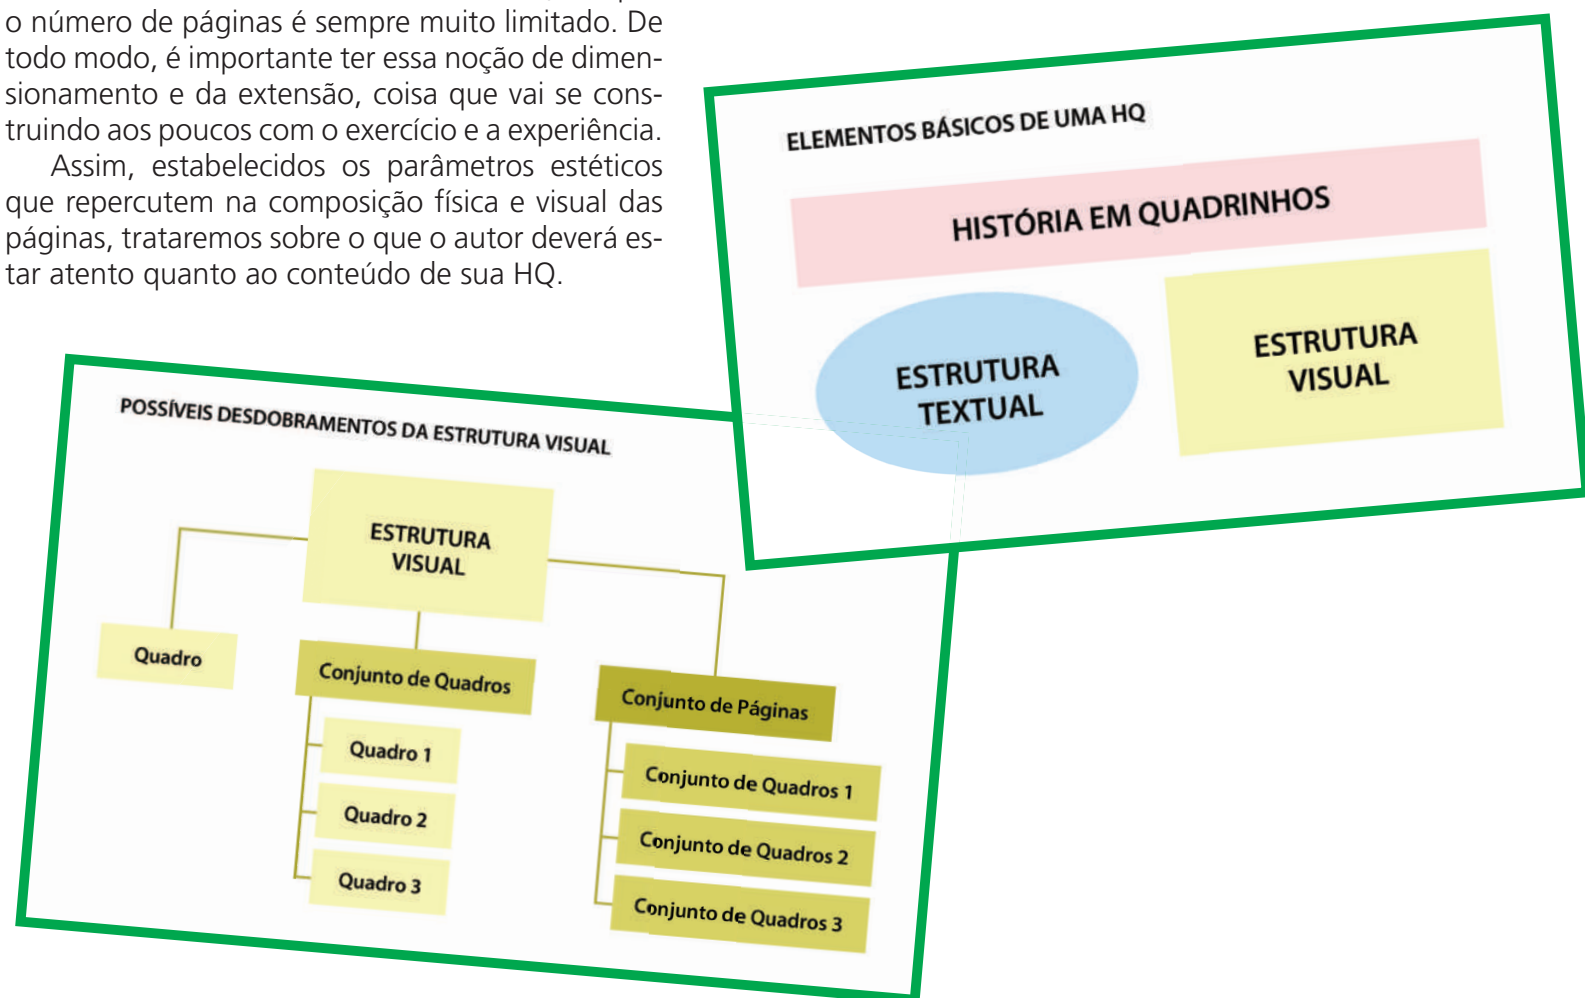 o número de páginas é sempre muito limitado. De
todo modo, é importante ter essa noção de dimen-
sionamento e da extensão, coisa que vai se cons-
truindo aos poucos com o exercício e a experiência.
Assim, estabelecidos os parâmetros estéticos
que repercutem na composição física e visual das
páginas, trataremos sobre o que o autor deverá es-
tar atento quanto ao conteúdo de sua HQ.
ELEMENTOS BÁSICOS DE UMA HQ
HISTÓRIA EM QUADRINHOS
ESTRUTURA
TEXTUAL
ESTRUTURA
VISUAL
POSSÍVEIS DESDOBRAMENTOS DA ESTRUTURA VISUAL
ESTRUTURA
VISUAL
Quadro
Conjunto de Quadros
Quadro 1
Quadro 2
Quadro 3
Conjunto de Páginas
Conjunto de Quadros 1
Conjunto de Quadros 2
Conjunto de Quadros 3